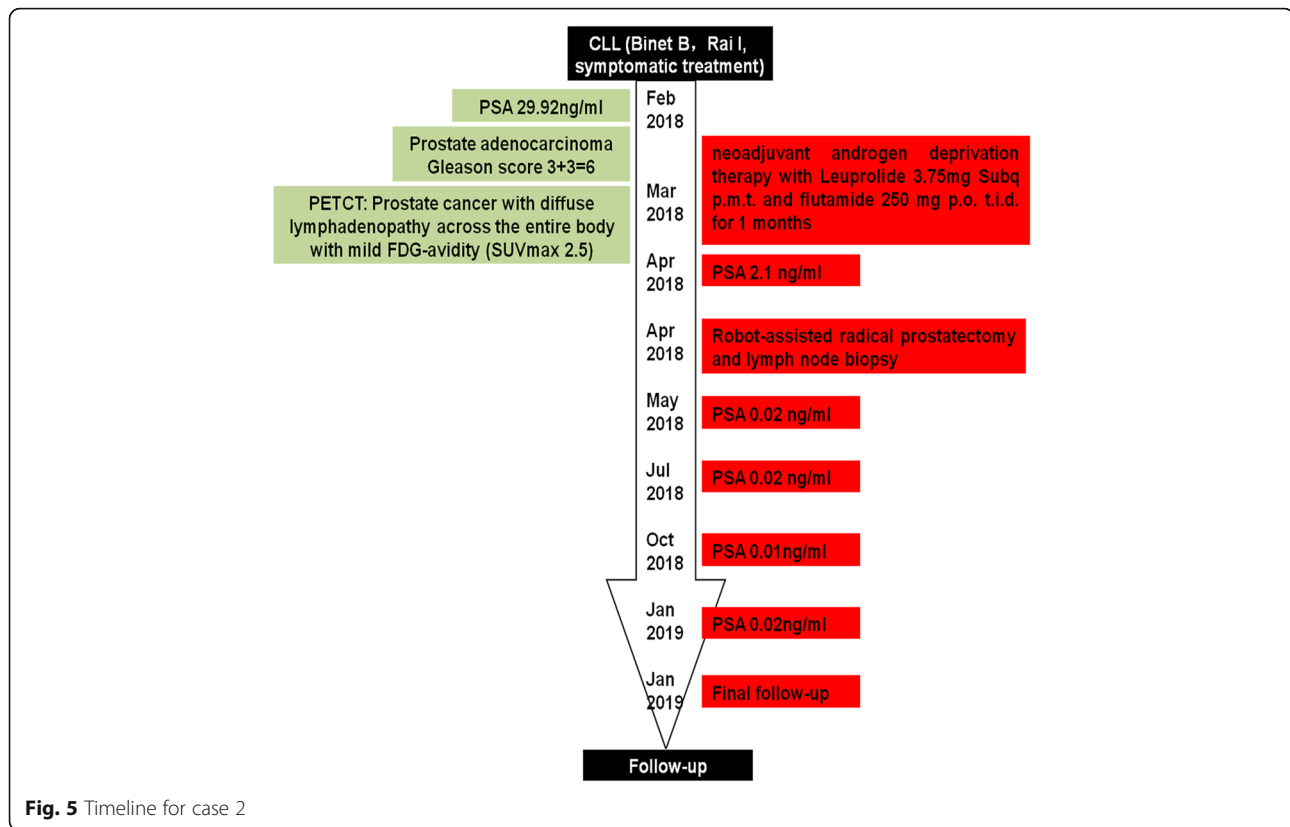 CLL (Binet B，Rai I,
symptomatic treatment)
PSA 29.92ng/ml
Feb
2018
Prostate adenocarcinoma
Gleason score 3+3=6
PETCT: Prostate cancer with diffuse
lymphadenopathy across the entire body
with mild FDG-avidity (SUVmax 2.5)
Mar
2018
neoadjuvant androgen deprivation
therapy with Leuprolide 3.75mg Subq
p.m.t. and flutamide 250 mg p.o. t.i.d.
for 1 months
Apr
2018
PSA 2.1 ng/ml
Apr
2018
Robot-assisted radical prostatectomy
and lymph node biopsy
May
2018
PSA 0.02 ng/ml
Jul
2018
PSA 0.02 ng/ml
Oct
2018
PSA 0.01ng/ml
Jan
2019
PSA 0.02ng/ml
Jan
2019
Final follow-up
Follow-up
Fig. 5 Timeline for case 2